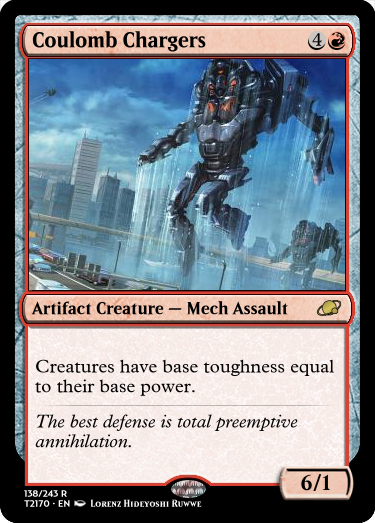 Coulomb Chargers 4
Artifact Creature — Mech Assault
Creatures have base toughness equal
to their base power.
The best defense is total preemptive
annihilation.
6/1
138/243 R
T2170 • EN Lorenz Hideyoshi Ruwwe